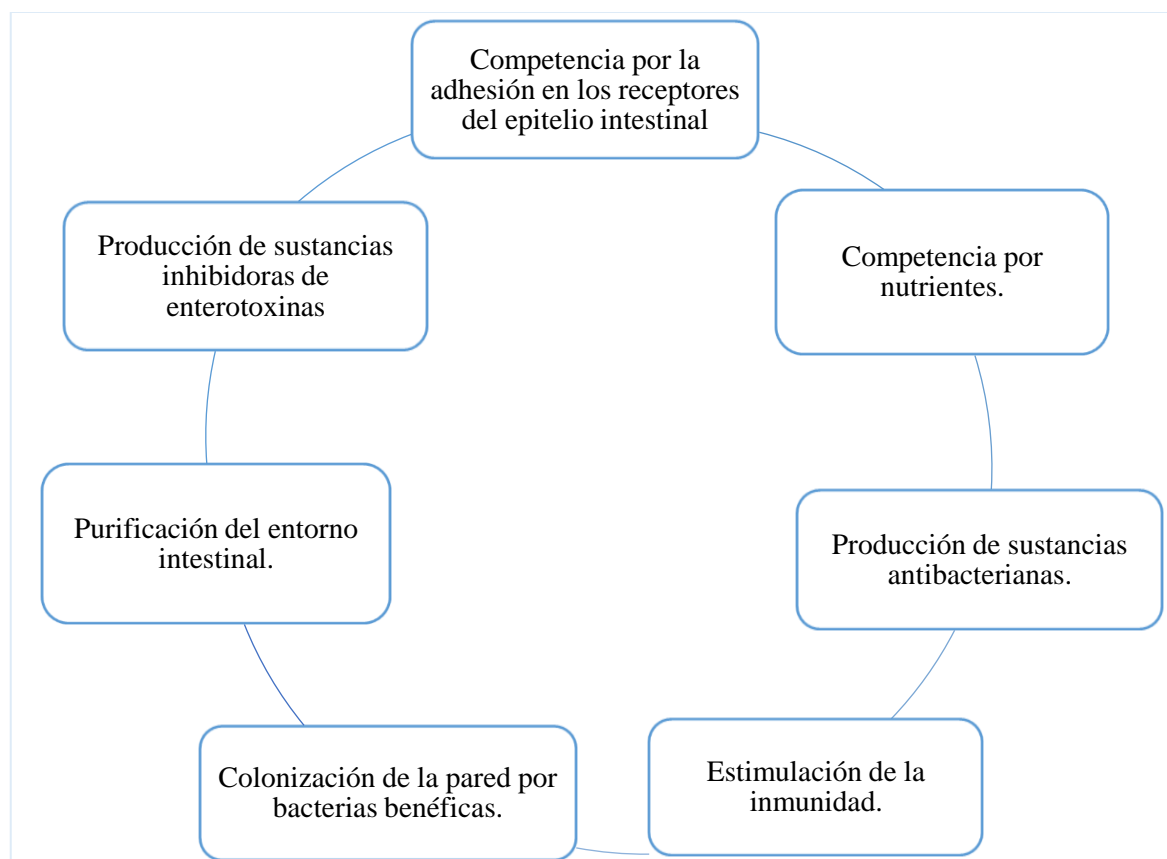 Competencia por la
adhesión en los receptores
del epitelio intestinal
Competencia por
nutrientes.
Producción de sustancias
antibacterianas.
Estimulación de la
inmunidad.
Colonización de la pared por
bacterias benéficas.
Purificación del entorno
intestinal.
Producción de sustancias
inhibidoras de
enterotoxinas